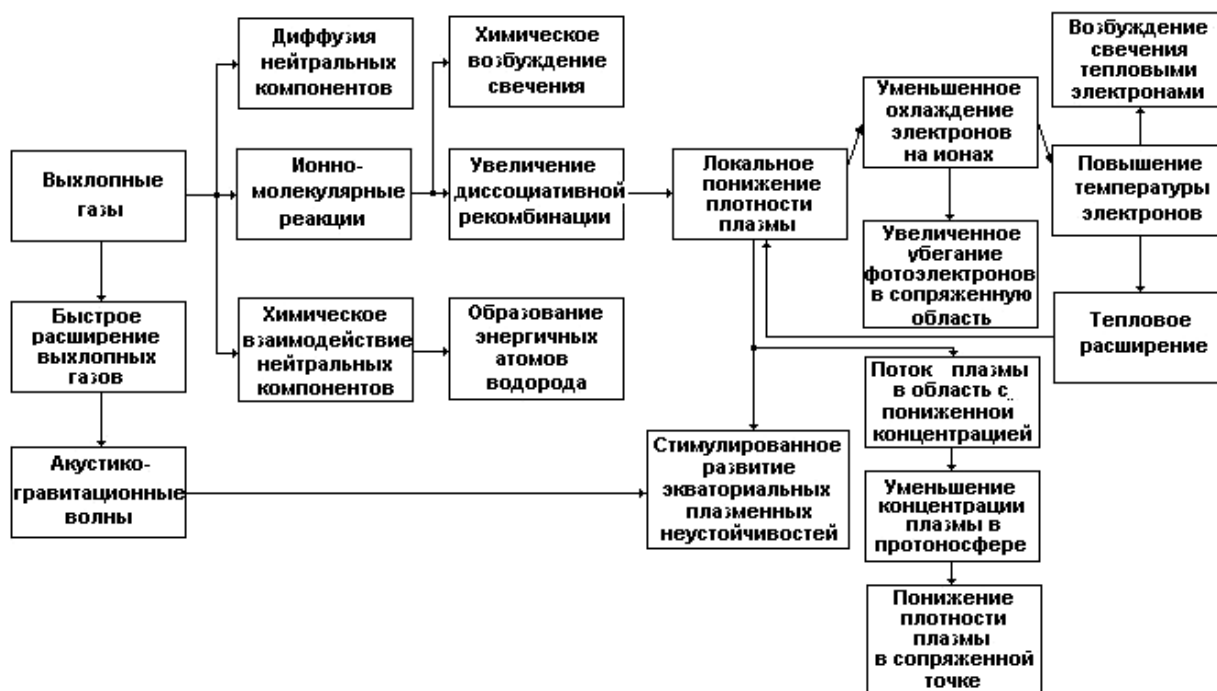 Диффузия
нейтральных
компонентов
Химическое
возбуждение
свечения
Возбуждение
свечения
тепловыми
электронами
Уменьшенное
охлаждение
электронов
на ионах
Выхлопные
газы
Ионно-
молекулярные
реакции
Увеличение
диссоциативной
рекомбинации
Локальное
понижение
плотности
плазмы
Повышение
температуры
электронов
Увеличенное
убегание
фотоэлектронов
в сопряженную
область
Быстрое
расширение
выхлопных
газов
Химическое
взаимодействие
нейтральных
компонентов
Образование
энергичных
атомов
водорода
Тепловое
расширение
Поток плазмы
в область с
пониженной
концентрацией
Акустико-
гравитационные
волны
Стимулированное
развитие
экваториальных
плазменных
неустойчивостей
Уменьшение
концентрации
плазмы в
протоносфере
Понижение
плотности
плазмы
в сопряженной
точке